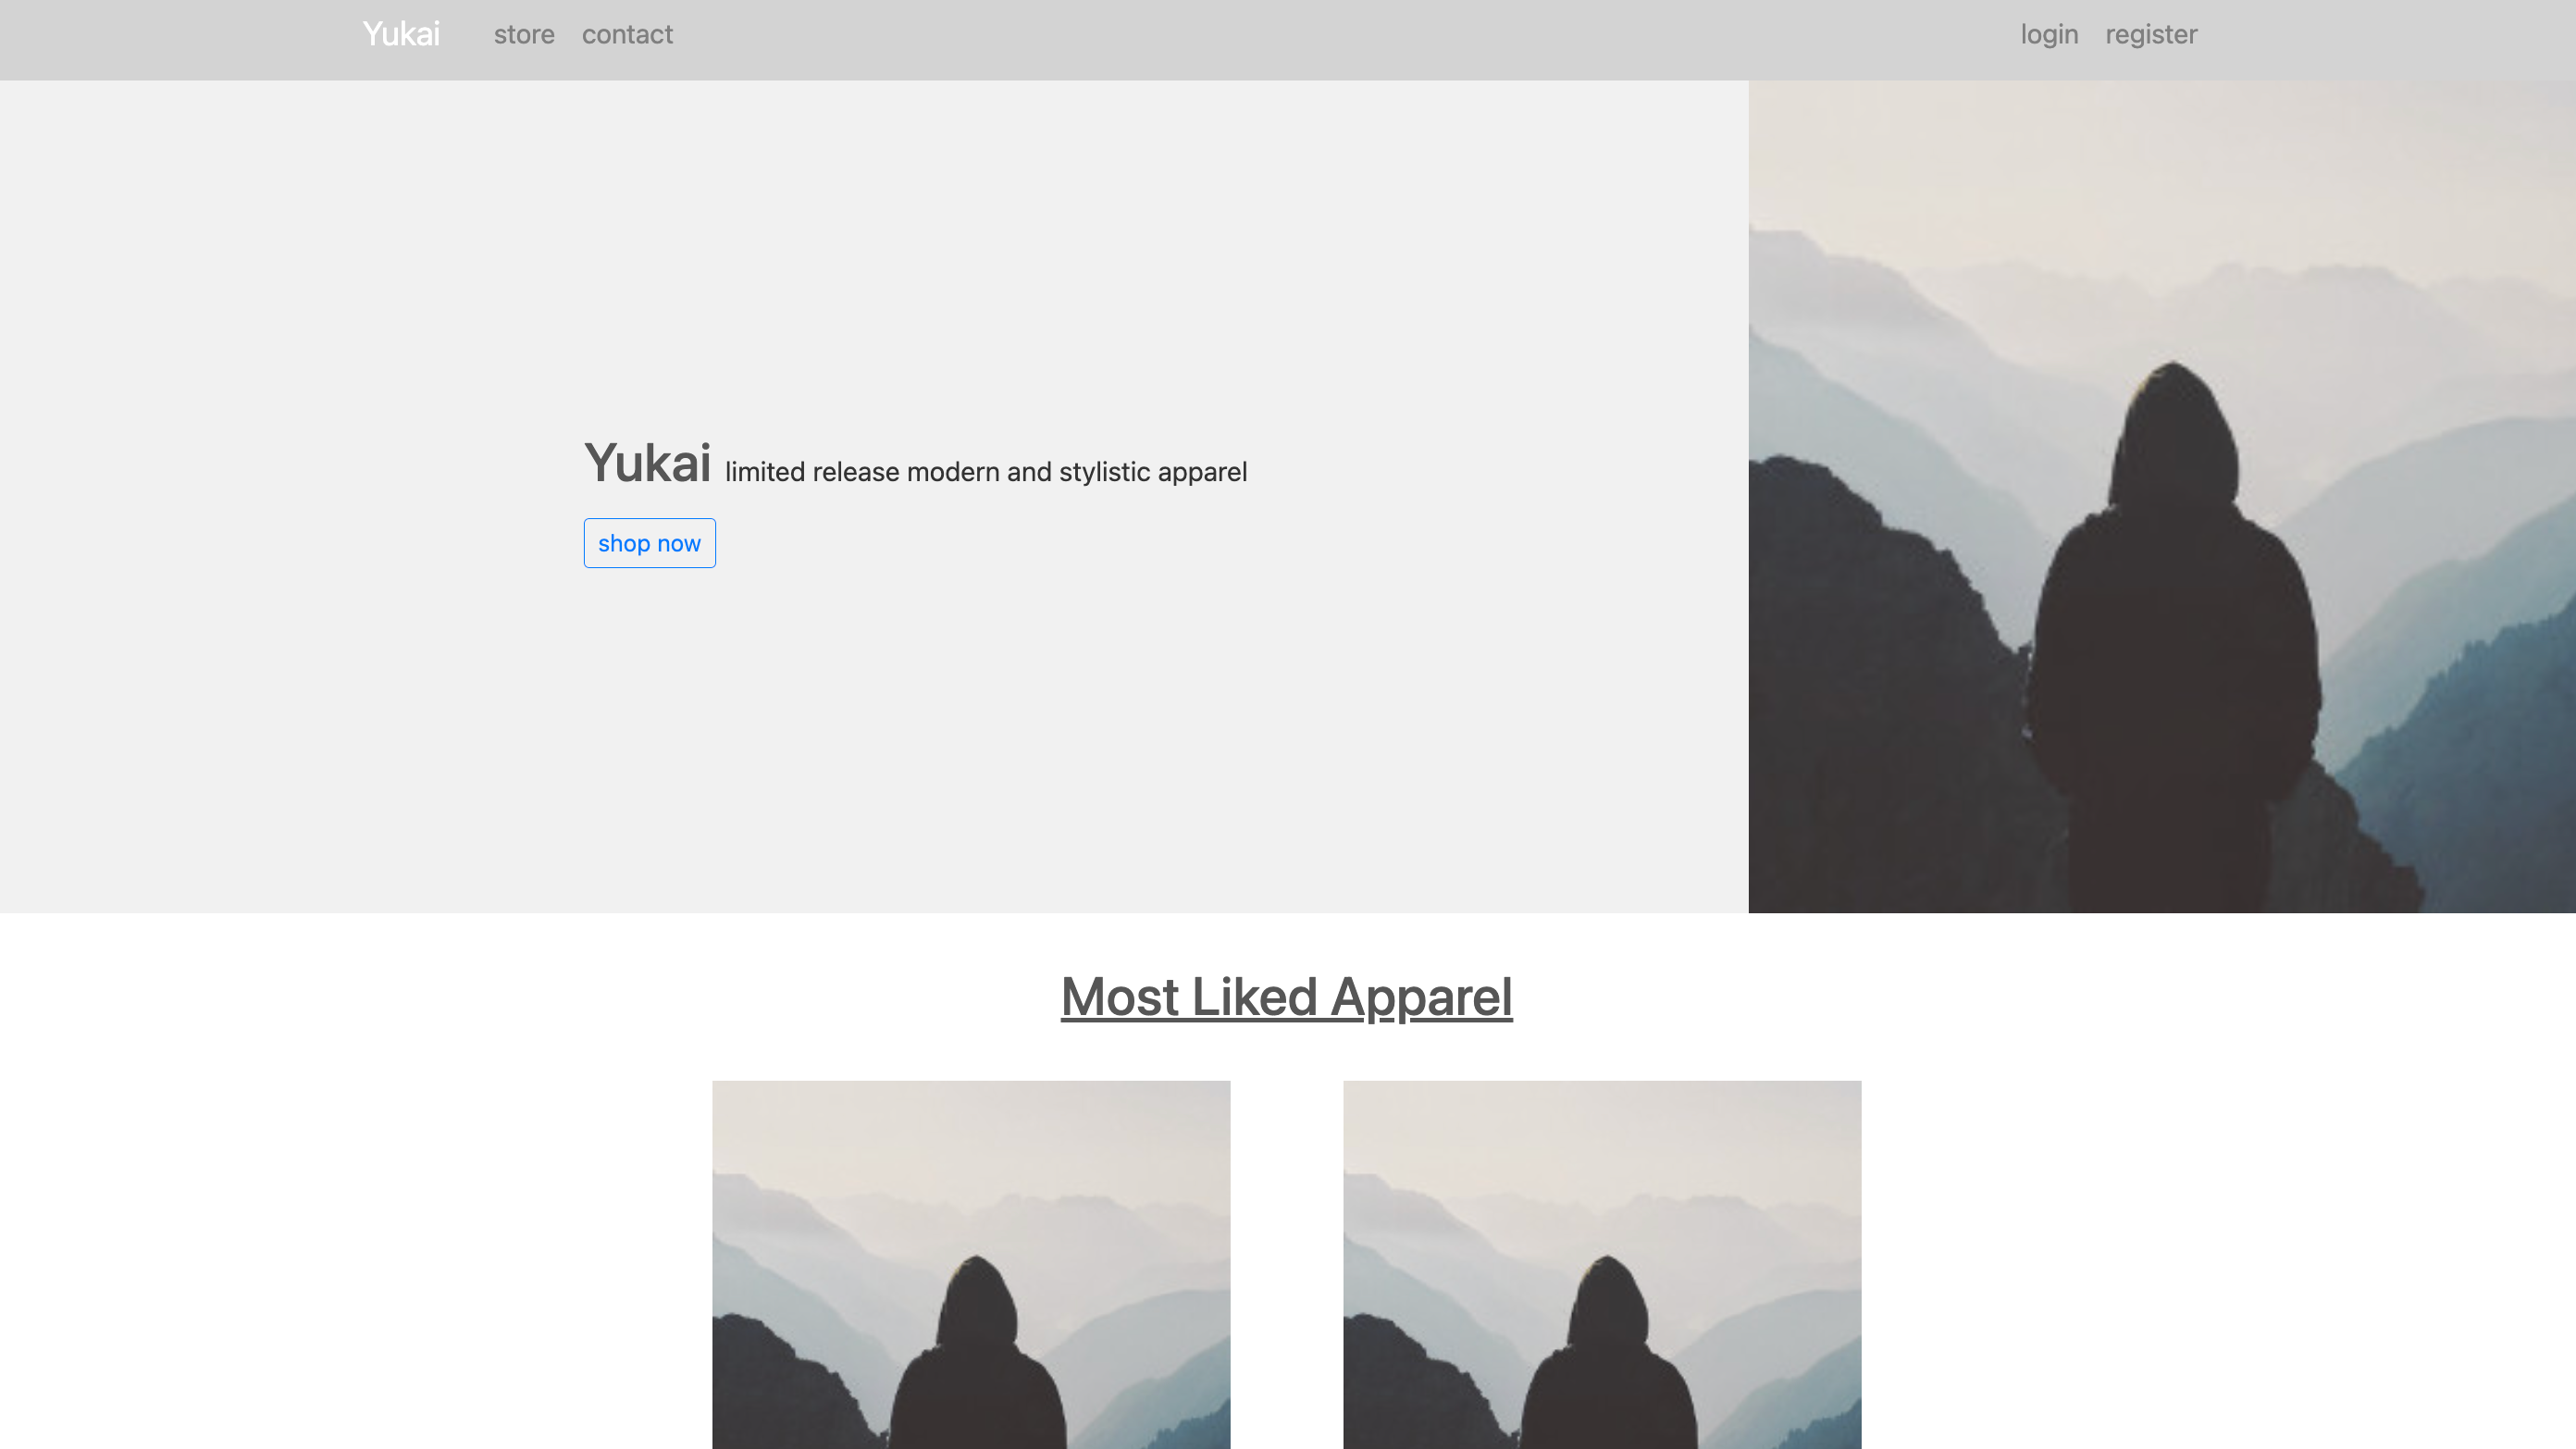 Yukai store contact login register
Yukai limited release modern and stylistic apparel
shop now
Most Liked Apparel